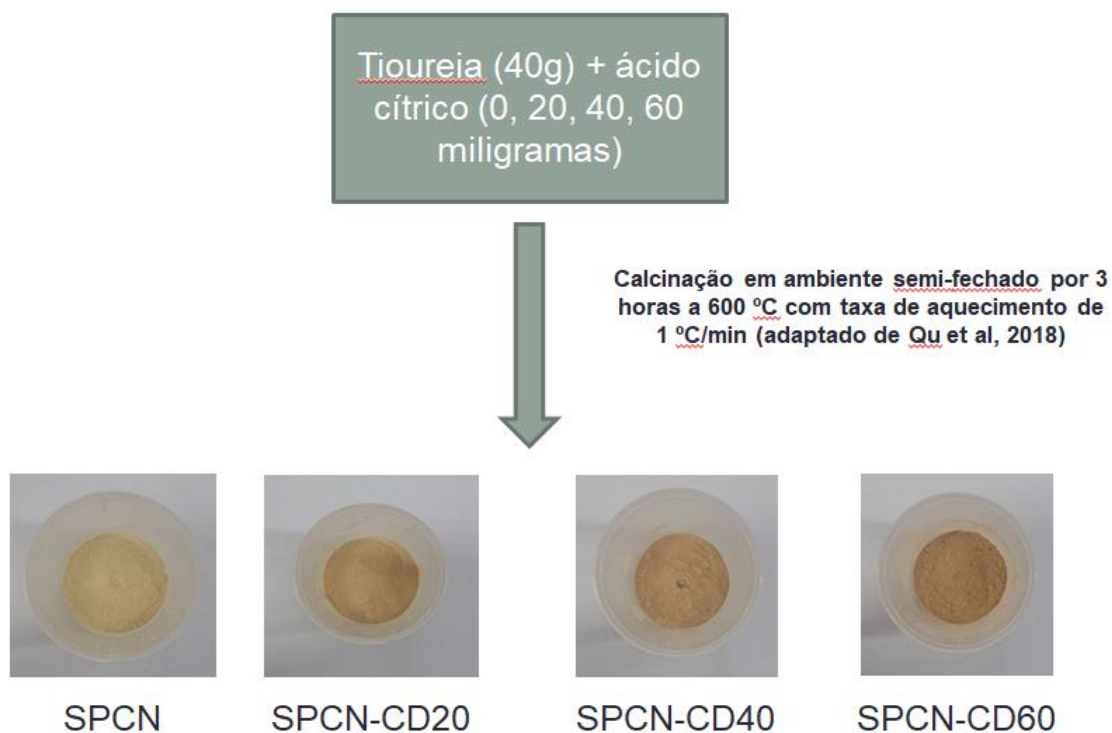 Tioureia (40g) + ácido
cítrico (0, 20, 40, 60
miligramas)
Calcinação em ambiente semi-fechado por 3
horas a 600 ºC com taxa de aquecimento de
1 ºC/min (adaptado de Qu et al, 2018)
SPCN
SPCN-CD20
SPCN-CD40
SPCN-CD60